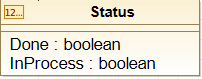 12... Status
Done : boolean
InProcess : boolean